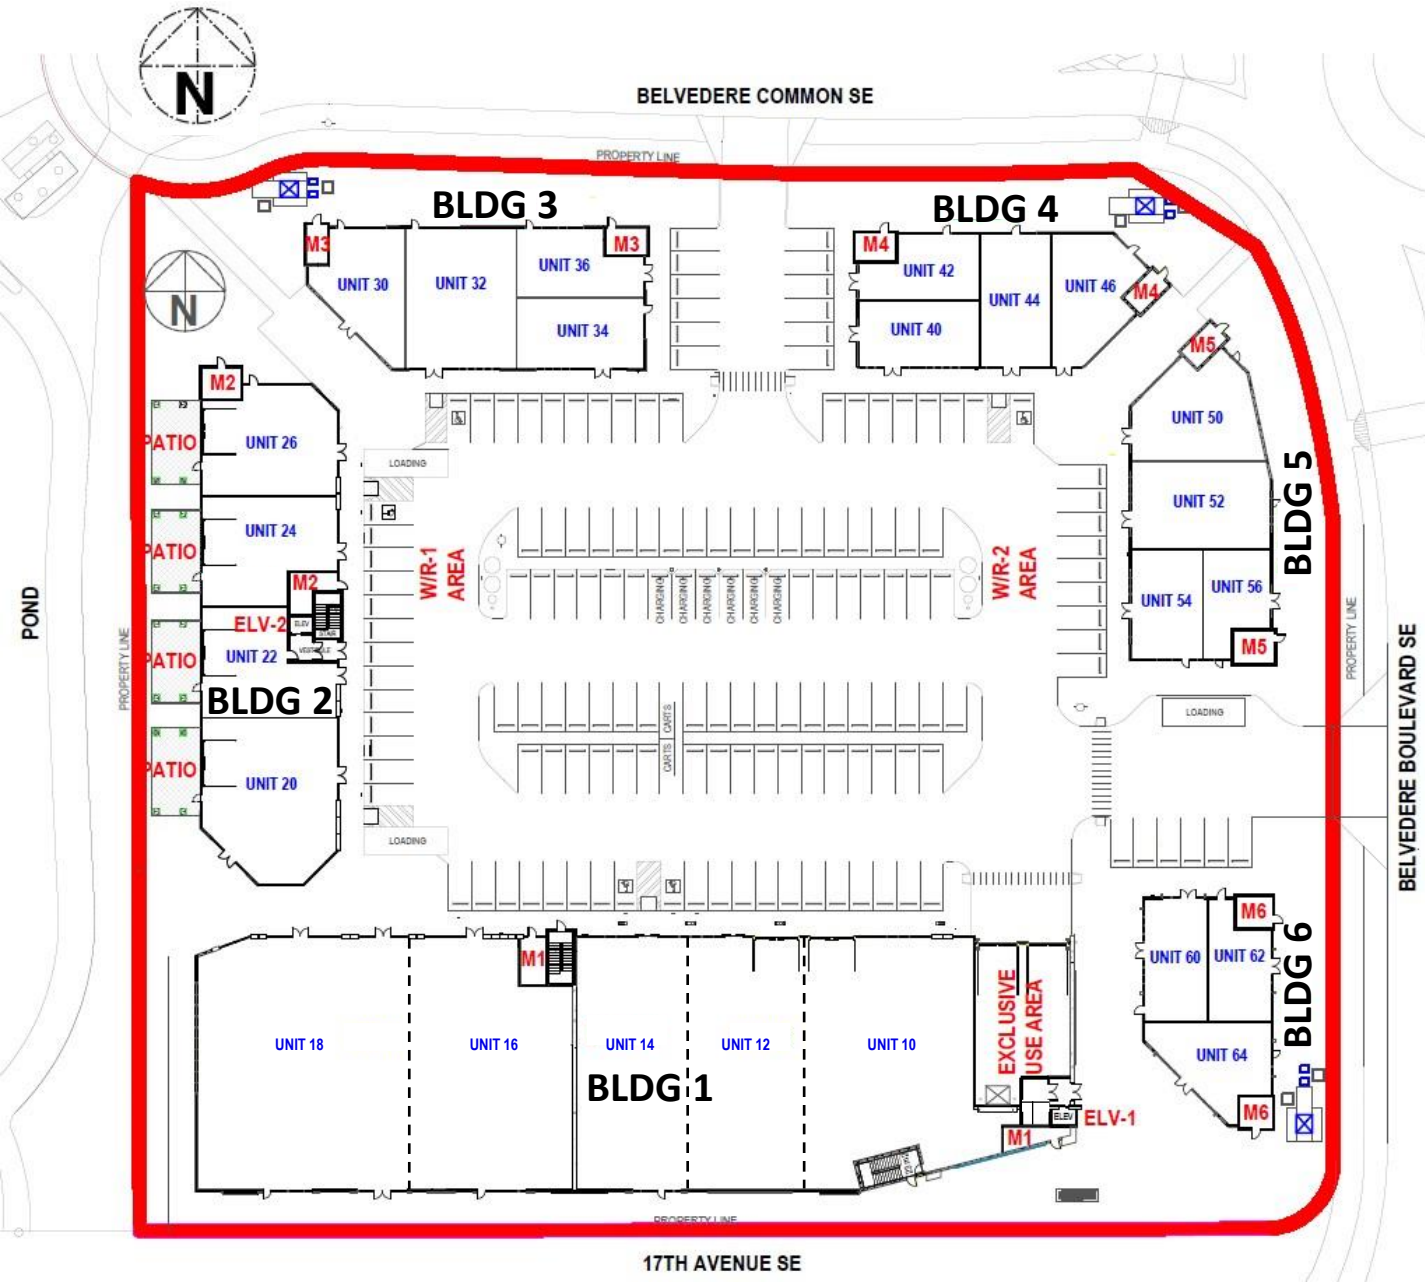 N
BELVEDERE COMMON SE
PROPERTY LINE
BLDG 3
BLDG 4
M3
M3
M4
M4
UNIT 30
UNIT 32
UNIT 36
UNIT 34
UNIT 42
UNIT 44
UNIT 46
UNIT 40
N
M5
UNIT 50
UNIT 52
UNIT 54
UNIT 56
M5
BLDG 5
M2
PATIO
UNIT 26
LOADING
PATIO
UNIT 24
M2
ELV-2
ELEV
STAIR
VESTIBULE
PATIO
UNIT 22
BLDG 2
PATIO
UNIT 20
LOADING
W/R-1
AREA
W/R-2
AREA
CHARGING
CHARGING
CHARGING
CHARGING
CHARGING
CHARGING
CARTS
CARTS
POND
PROPERTY LINE
PROPERTY LINE
BELVEDERE BOULEVARD SE
LOADING
M1
UNIT 18
UNIT 16
UNIT 14
UNIT 12
UNIT 10
BLDG 1
EXCLUSIVE
USE AREA
ELEV
ELV-1
M1
M6
UNIT 60
UNIT 62
UNIT 64
M6
BLDG 6
PROPERTY LINE
17TH AVENUE SE